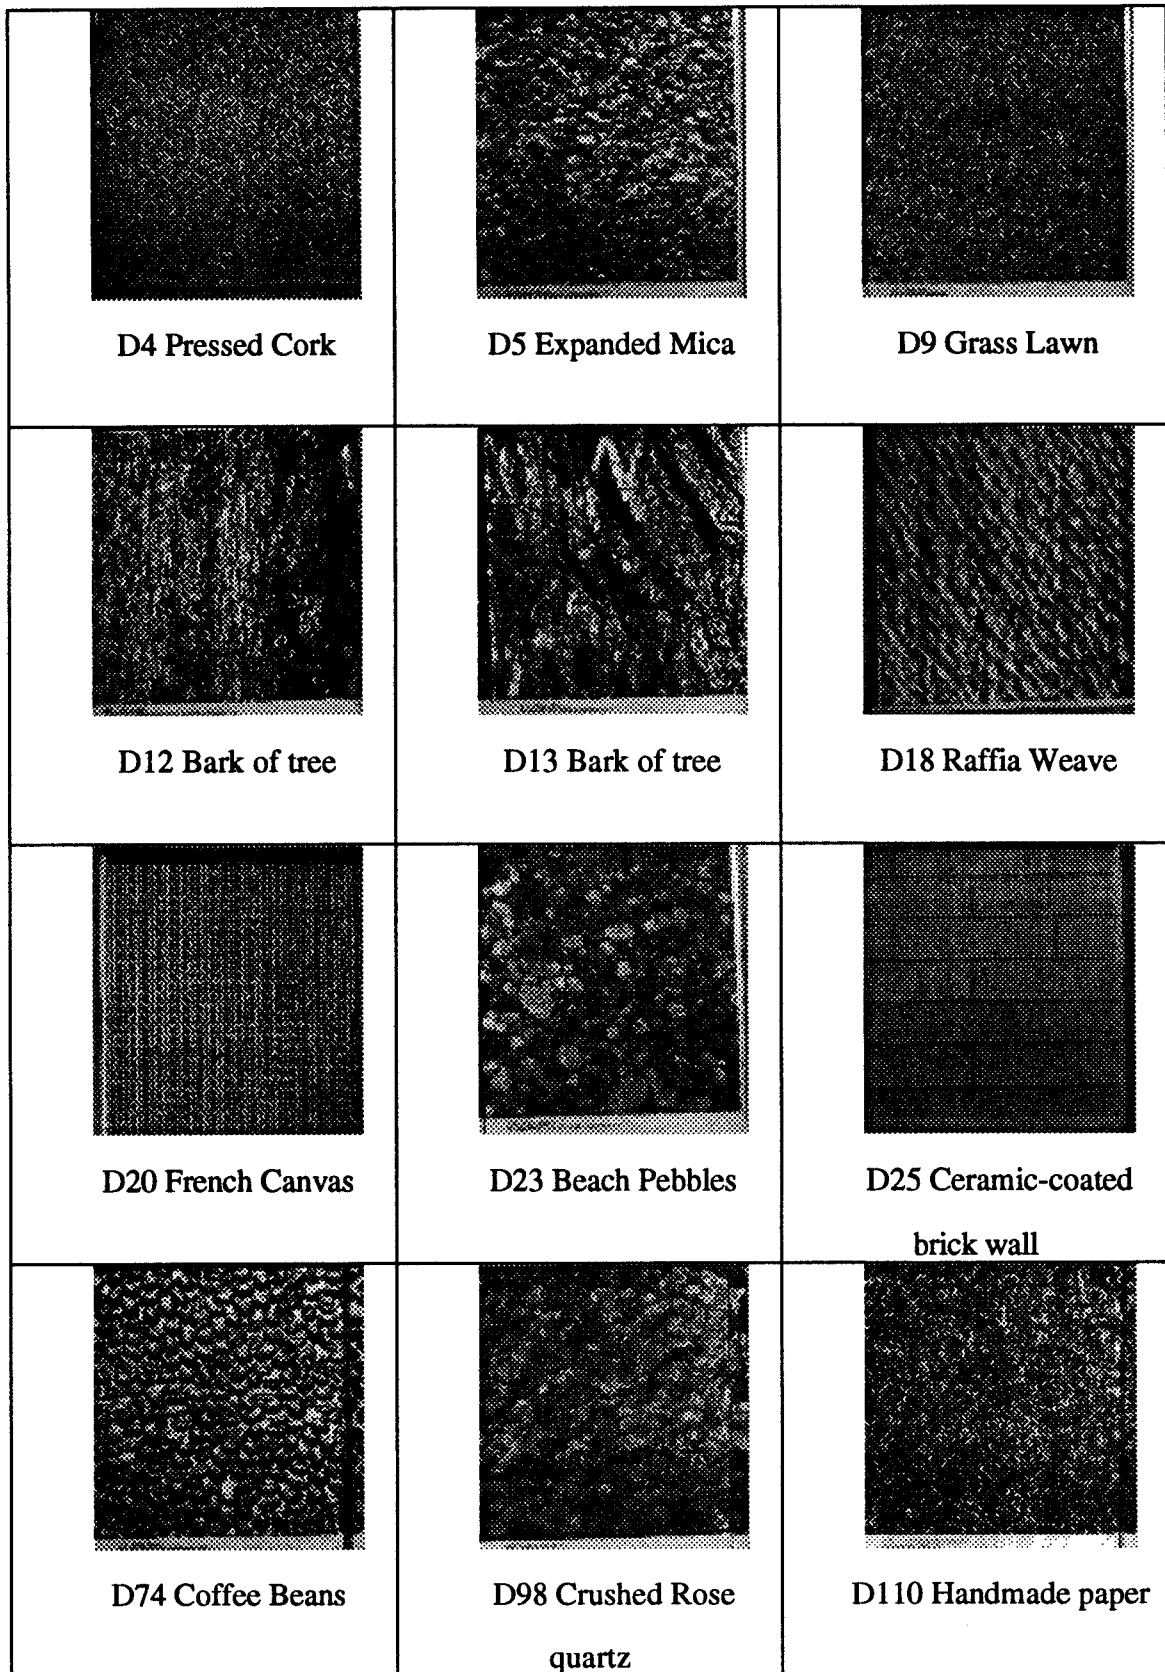 D4 Pressed Cork
D5 Expanded Mica
D9 Grass Lawn
D12 Bark of tree
D13 Bark of tree
D18 Raffia Weave
D20 French Canvas
D23 Beach Pebbles
D25 Ceramic-coated
brick wall
D74 Coffee Beans
D98 Crushed Rose
quartz
D110 Handmade paper